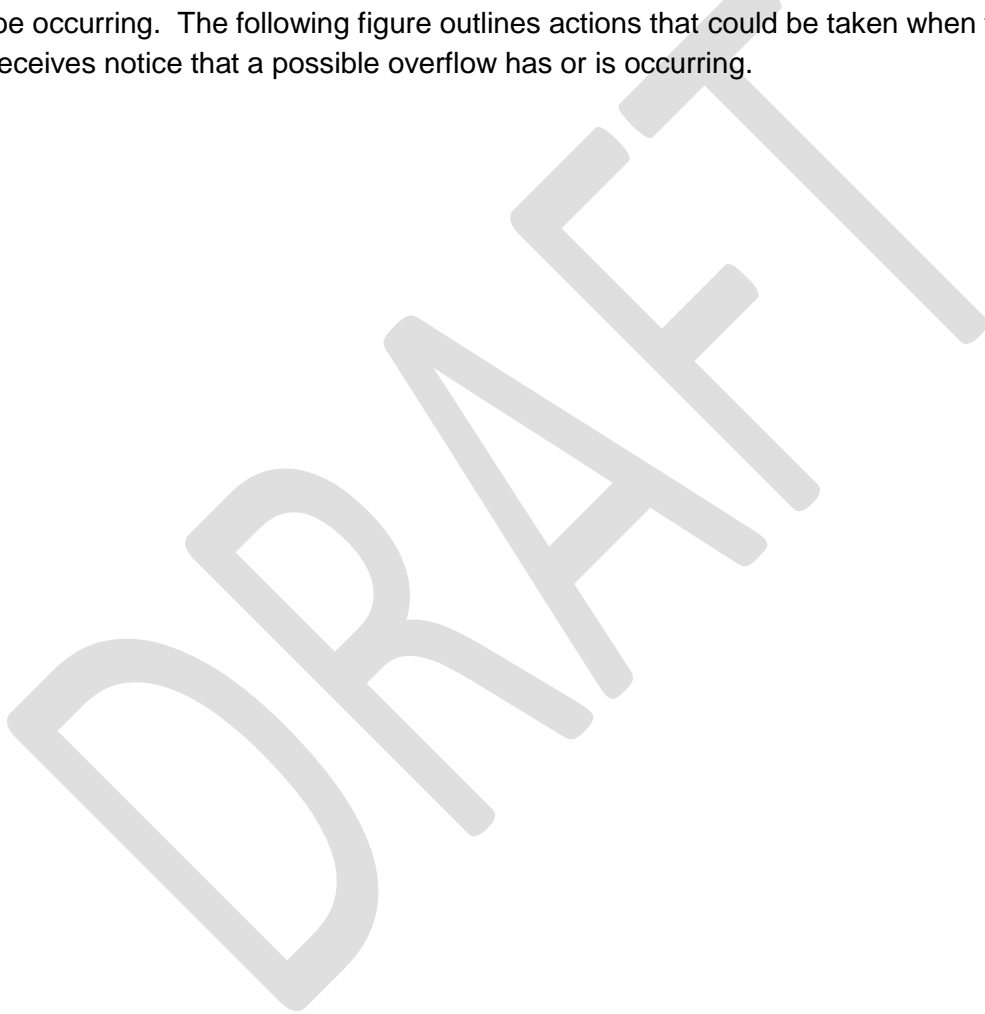 be occurring. The following figure outlines actions that could be taken when
receives notice that a possible overflow has or is occurring.
DRAFT